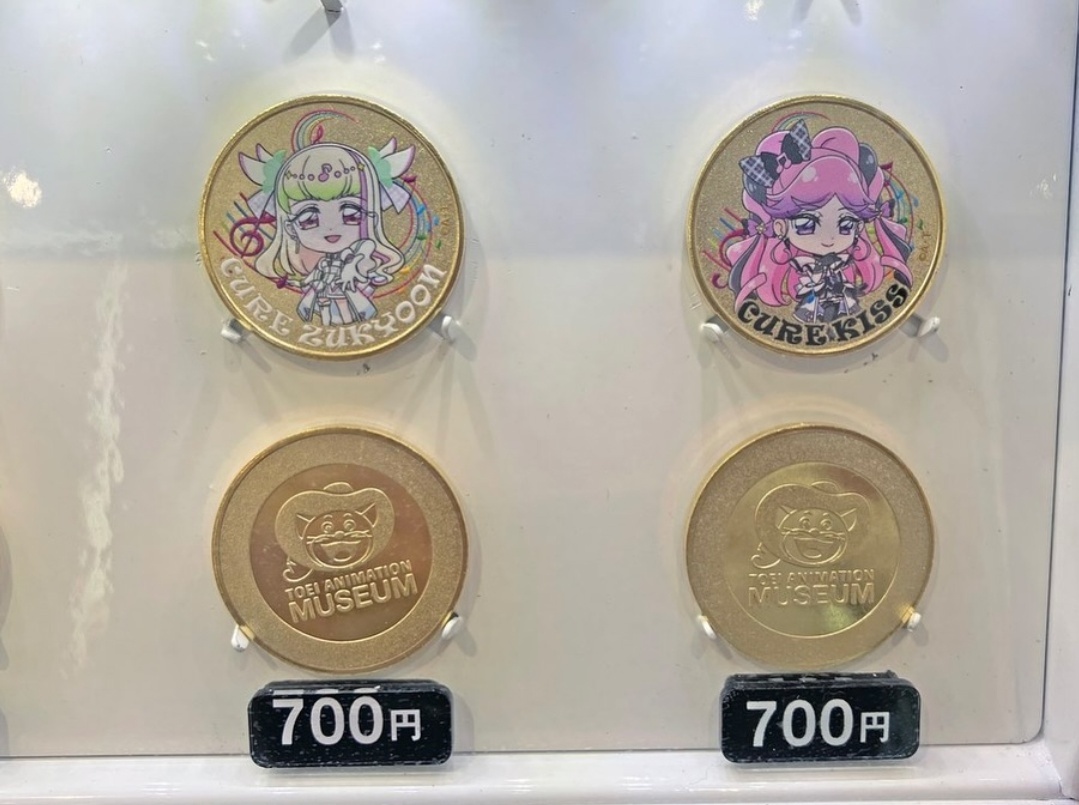 CURE ZUKYOON
CURE KISS
TOEI ANIMATION
MUSEUM
TOEI ANIMATION
MUSEUM
700円
700円